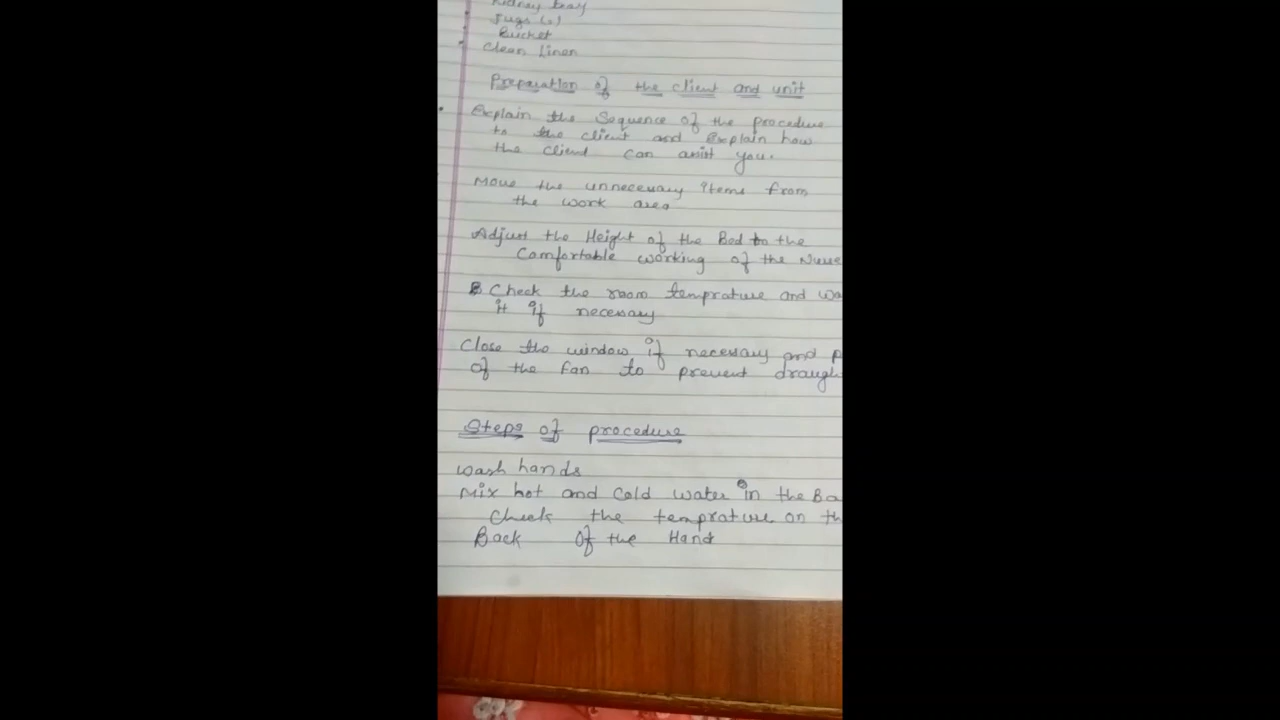 Kidney tray
Jugs (2)
Bucket
Clean Linen
Preparation of the client and unit
Explain the Sequence of the procedure
to the client and Explain how
the client can assist you.
Move the unnecessary items from
the work area
Adjust the Height of the Bed to the
Comfortable working of the Nurse
Check the room temprature and
it if necessary
Close the window if necessary and
of the fan to prevent
Steps of procedure
wash hands
Mix hot and Cold water in the
Check the temprature on
Back of the Hand